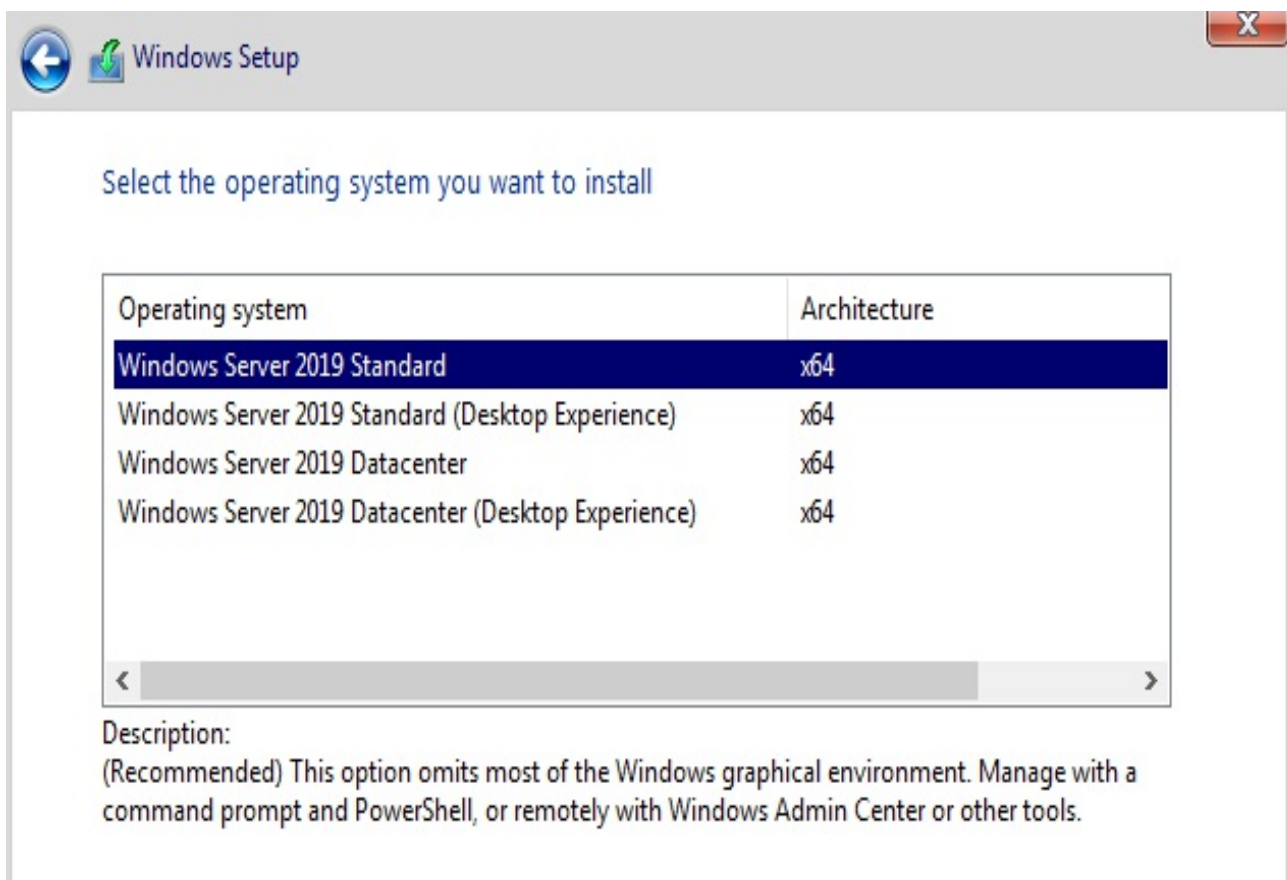 Windows Setup
Select the operating system you want to install
Operating system Architecture
Windows Server 2019 Standard x64
Windows Server 2019 Standard (Desktop Experience) x64
Windows Server 2019 Datacenter x64
Windows Server 2019 Datacenter (Desktop Experience) x64
Description:
(Recommended) This option omits most of the Windows graphical environment. Manage with a
command prompt and PowerShell, or remotely with Windows Admin Center or other tools.